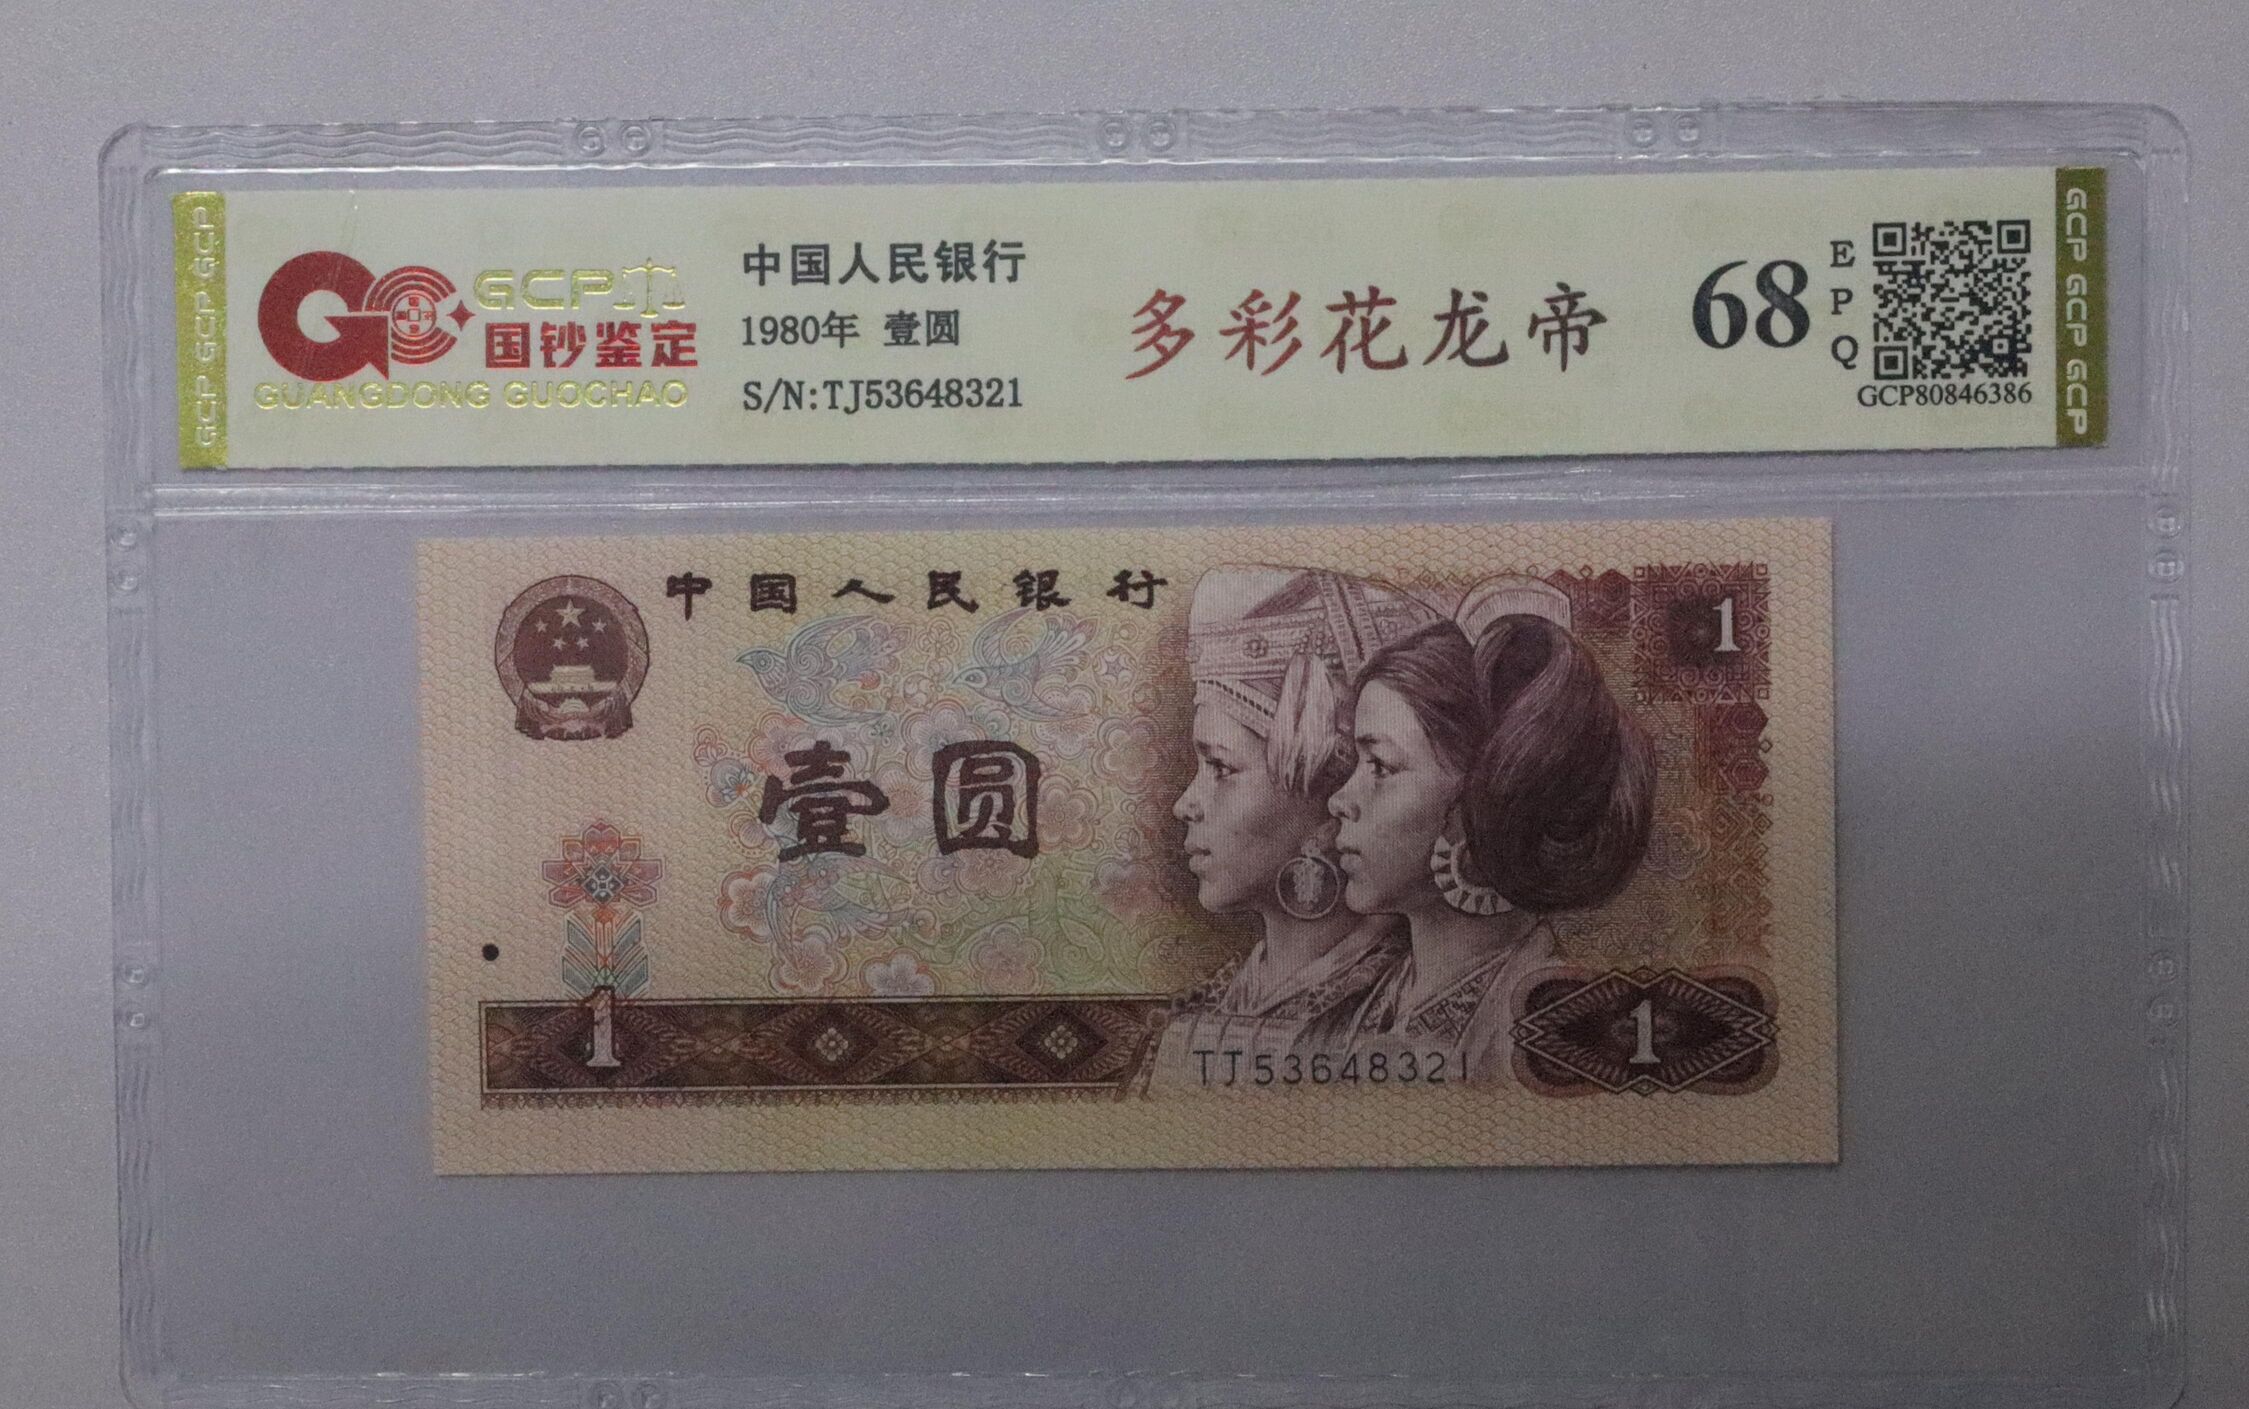 GCP GCP GCP
GCP
国钞鉴定
GUANGDONG GUOCHAO
中国人民银行
1980年 壹圆
S/N:TJ53648321
多彩花龙帝
68
EPQ
GCP80846386
GCP GCP GCP
中国人民银行
1
壹圆
1
TJ53648321
1